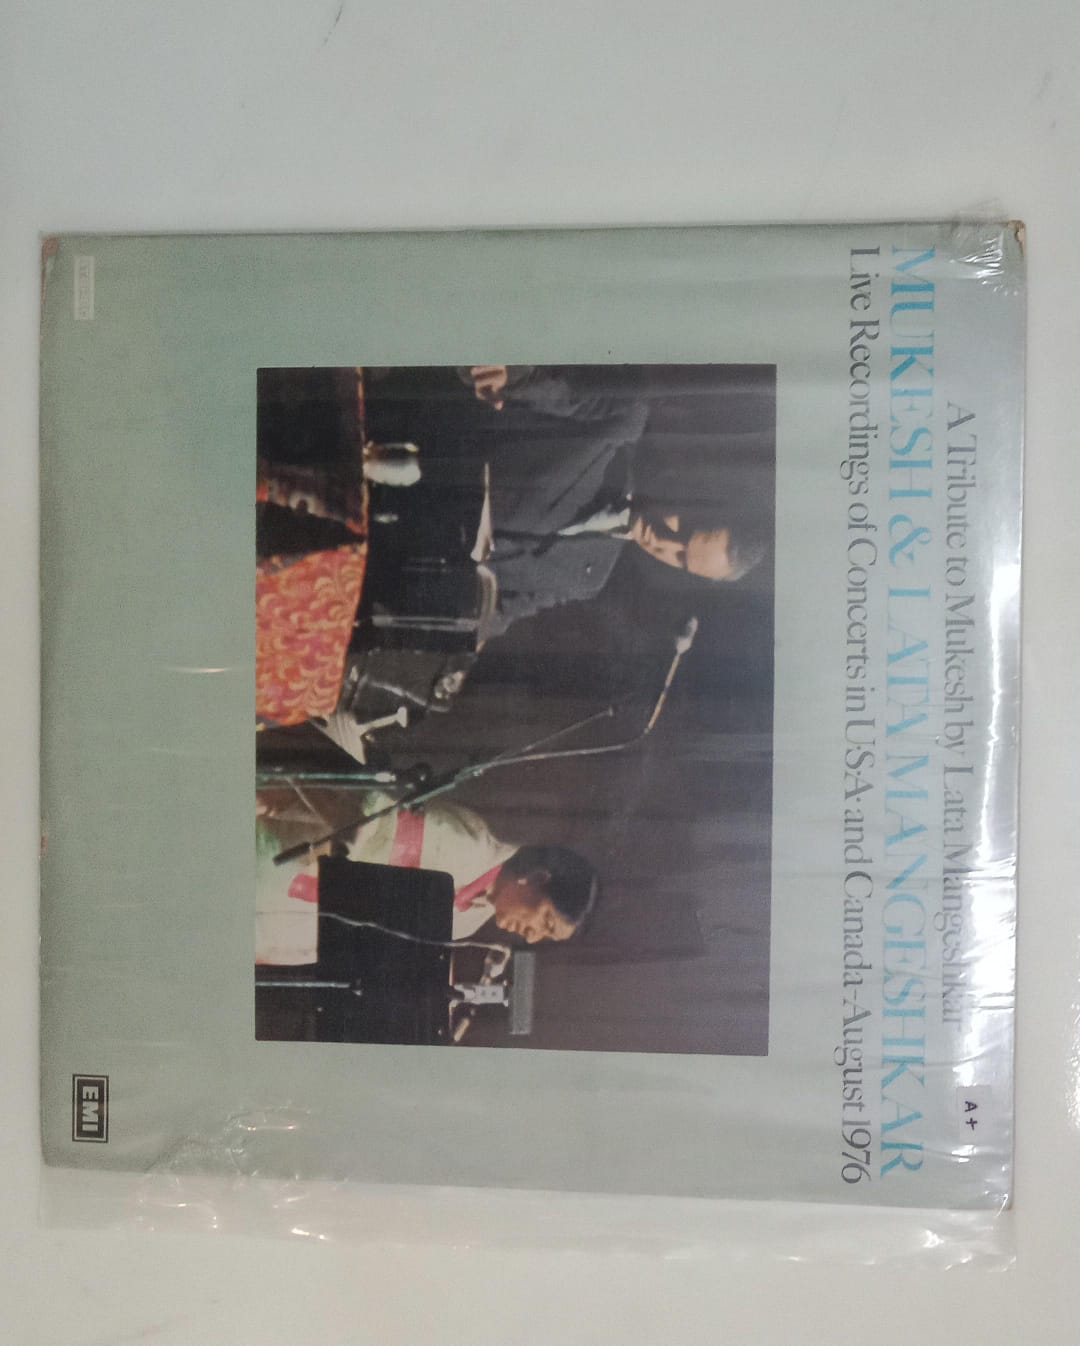 A Tribute to Mukesh by Lata Mangeshkar
MUKESH & LATA MANGESHKAR
Live Recordings of Concerts in U·S·A· and Canada-August 1976
A+
EMI